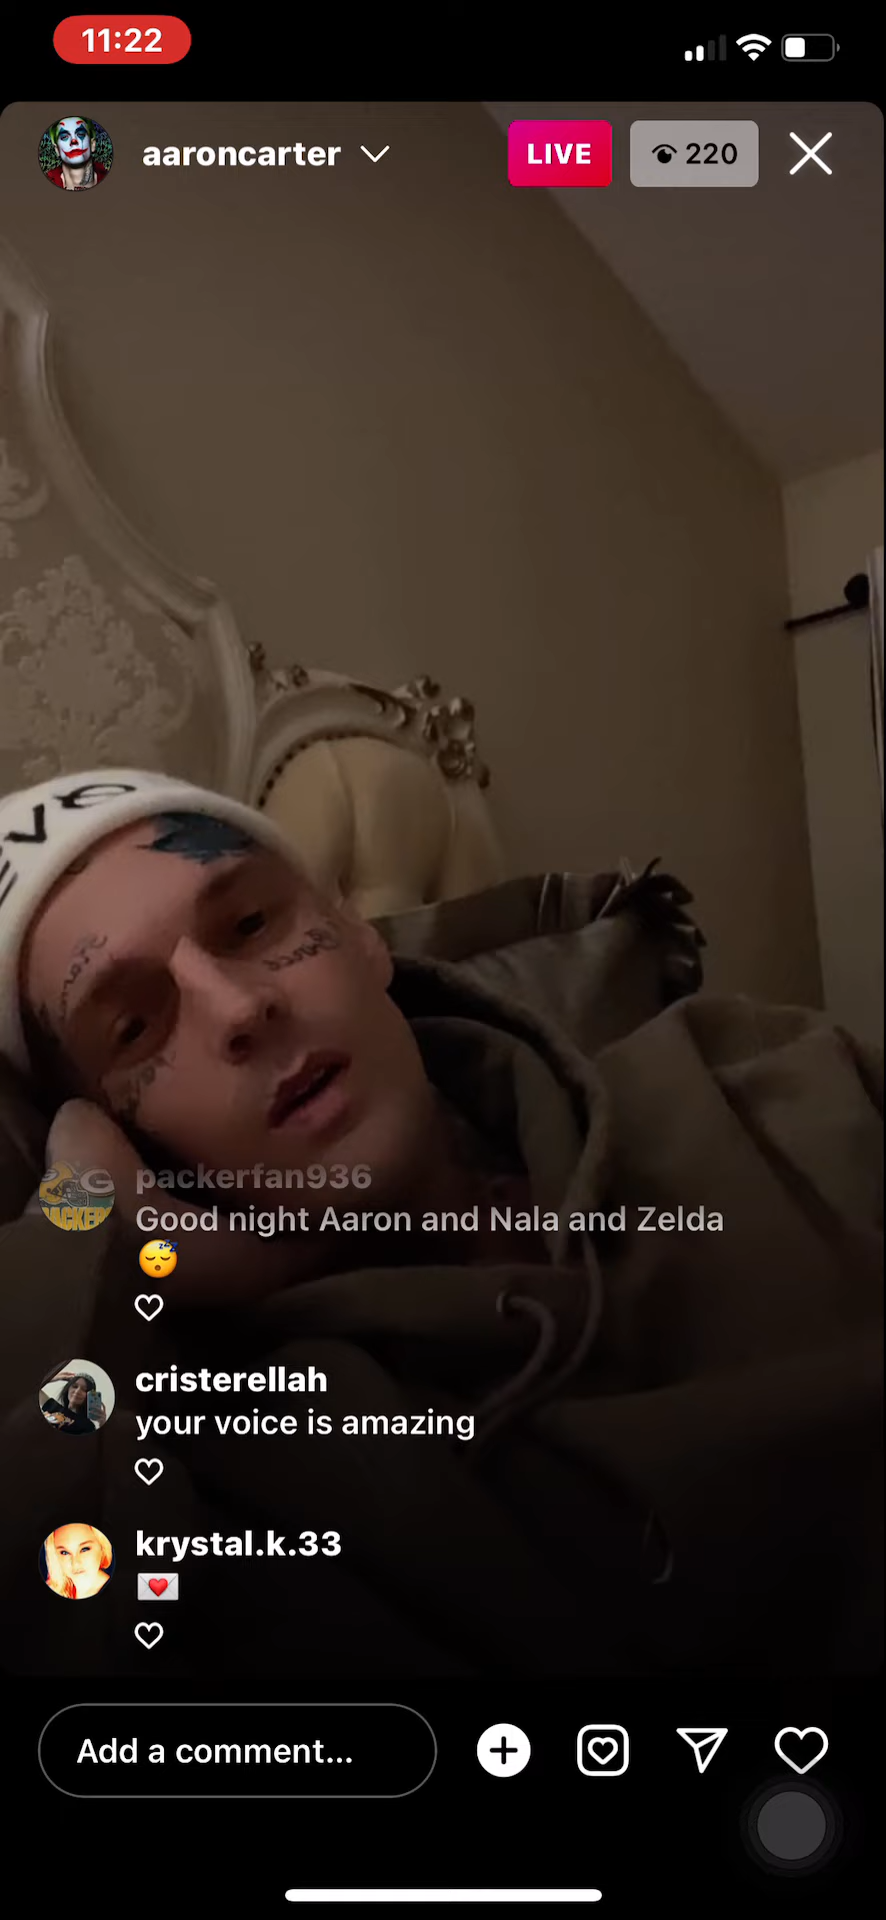 11:22
aaroncarter
LIVE
220
packerfan936
Good night Aaron and Nala and Zelda
😴
cristerellah
your voice is amazing
krystal.k.33
💌
Add a comment...